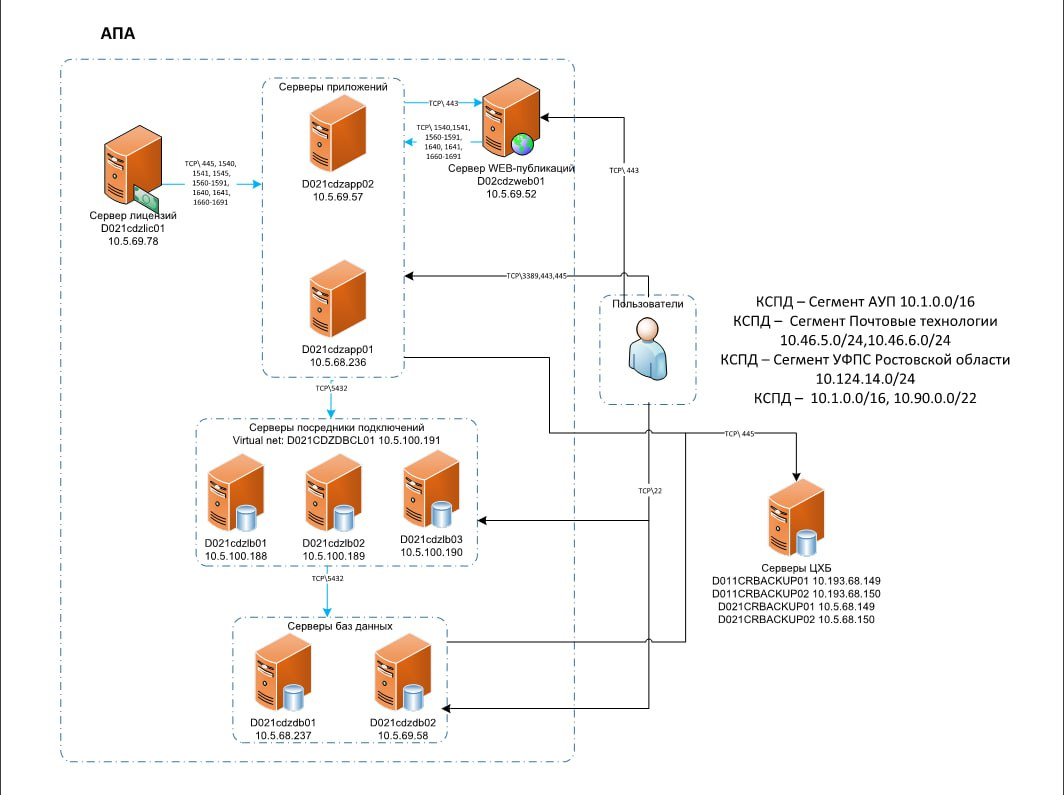 АПА
Серверы приложений
D021cdzapp02
10.5.69.57
TCP\ 443
TCP\ 1540,1541,
1560-1591,
1640, 1641,
1660-1691
Сервер WEB-публикаций
D02cdzweb01
10.5.69.52
TCP\ 443
TCP\ 445, 1540,
1541, 1545,
1560-1591,
1640, 1641,
1660-1691
Сервер лицензий
D021cdzlic01
10.5.69.78
TCP\3389,443,445
D021cdzapp01
10.5.68.236
Пользователи
КСПД – Сегмент АУП 10.1.0.0/16
КСПД – Сегмент Почтовые технологии
10.46.5.0/24,10.46.6.0/24
КСПД – Сегмент УФПС Ростовской области
10.124.14.0/24
КСПД – 10.1.0.0/16, 10.90.0.0/22
TCP\5432
Серверы посредники подключений
Virtual net: D021CDZDBCL01 10.5.100.191
TCP\ 445
D021cdzlb01
10.5.100.188
D021cdzlb02
10.5.100.189
D021cdzlb03
10.5.100.190
TCP\22
Серверы ЦХБ
D011CRBACKUP01 10.193.68.149
D011CRBACKUP02 10.193.68.150
D021CRBACKUP01 10.5.68.149
D021CRBACKUP02 10.5.68.150
TCP\5432
Серверы баз данных
D021cdzdb01
10.5.68.237
D021cdzdb02
10.5.69.58